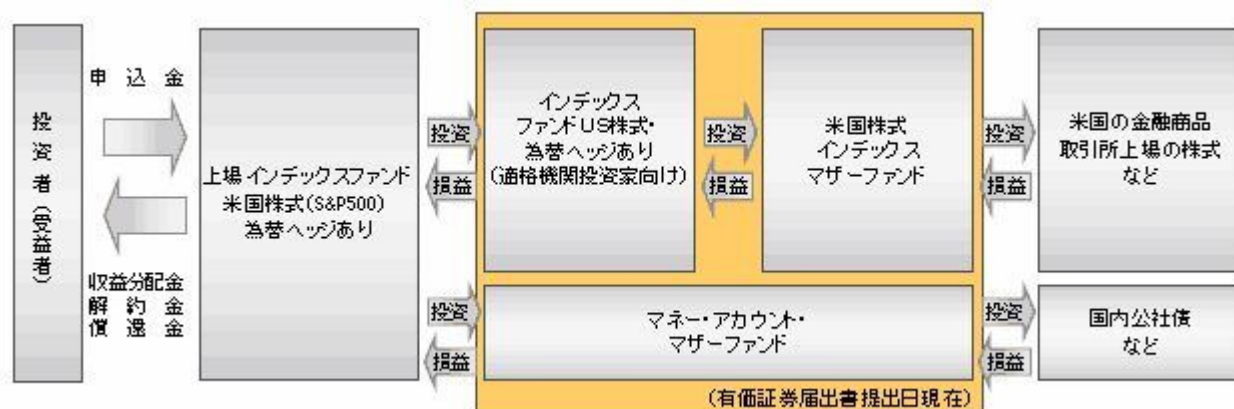 投資者(受益者)
申込金
収益分配金
解約金
償還金
上場インデックスファンド
米国株式(S&P500)
為替ヘッジあり
投資
損益
投資
損益
インデックス
ファンドUS株式・
為替ヘッジあり
(適格機関投資家向け)
投資
損益
米国株式
インデックス
マザーファンド
マネー・アカウント・
マザーファンド
(有価証券届出書提出日現在)
投資
損益
投資
損益
米国の金融商品
取引所上場の株式
など
国内公社債
など